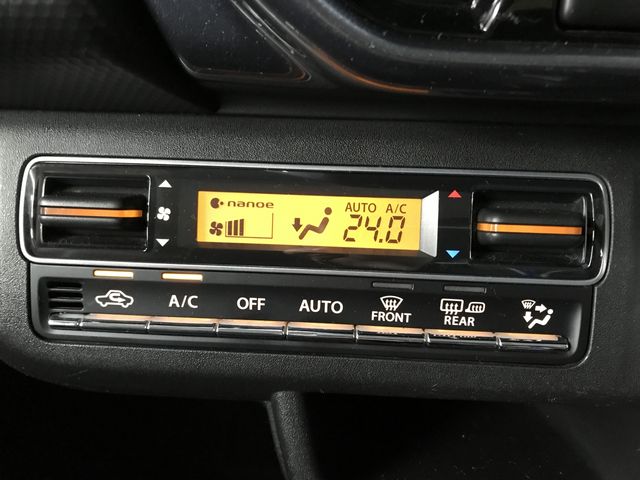 nanoe
AUTO A/C
24.0
A/C OFF AUTO FRONT REAR